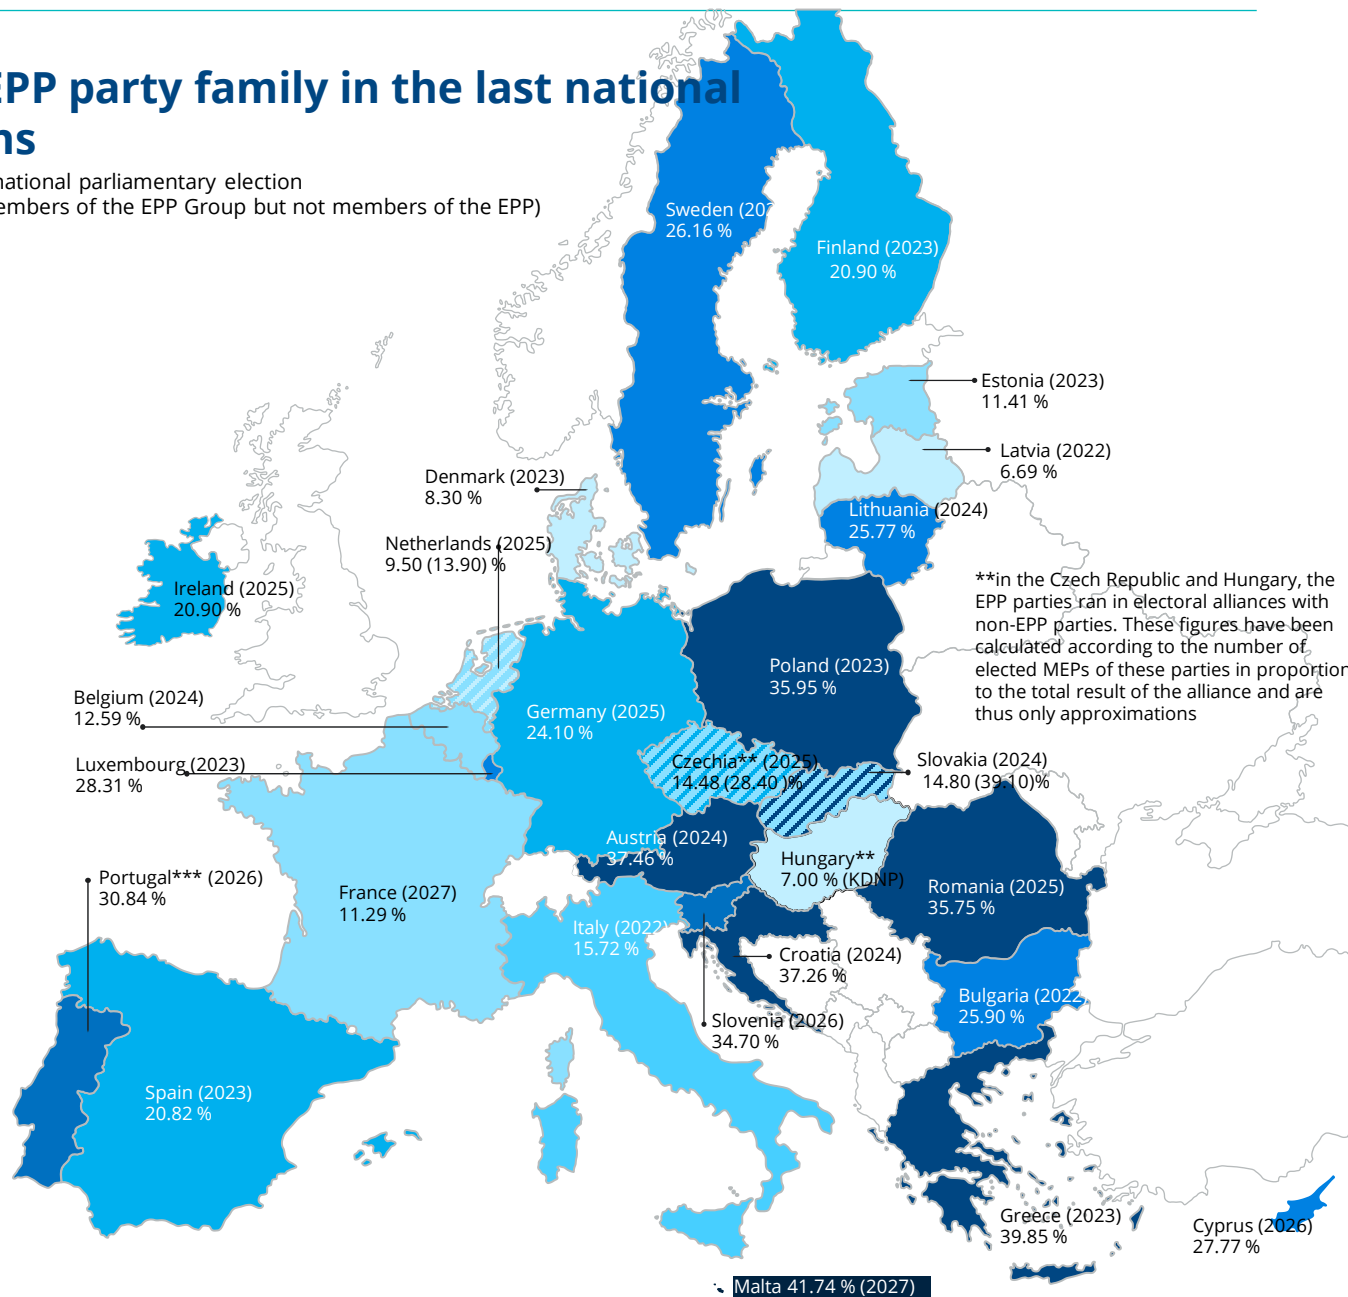 EPP party family in the last national
ns
national parliamentary election
embers of the EPP Group but not members of the EPP)
Sweden (202
26.16 %
Finland (2023)
20.90 %
Estonia (2023)
11.41 %
Latvia (2022)
6.69 %
Denmark (2023)
8.30 %
Lithuania (2024)
25.77 %
Netherlands (2025)
9.50 (13.90) %
Ireland (2025)
20.90 %
**in the Czech Republic and Hungary, the
EPP parties ran in electoral alliances with
non-EPP parties. These figures have been
calculated according to the number of
elected MEPs of these parties in proportion
to the total result of the alliance and are
thus only approximations
Poland (2023)
35.95 %
Belgium (2024)
12.59 %
Germany (2025)
24.10 %
Luxembourg (2023)
28.31 %
Czechia** (2025)
14.48 (28.40 )%
Slovakia (2024)
14.80 (39.10)%
Austria (2024)
37.46 %
Hungary**
7.00 % (KDNP)
Portugal*** (2026)
30.84 %
France (2027)
11.29 %
Romania (2025)
35.75 %
Italy (2022)
15.72 %
Croatia (2024)
37.26 %
Bulgaria (2022
25.90 %
Slovenia (2026)
34.70 %
Spain (2023)
20.82 %
Greece (2023)
39.85 %
Cyprus (2026)
27.77 %
Malta 41.74 % (2027)